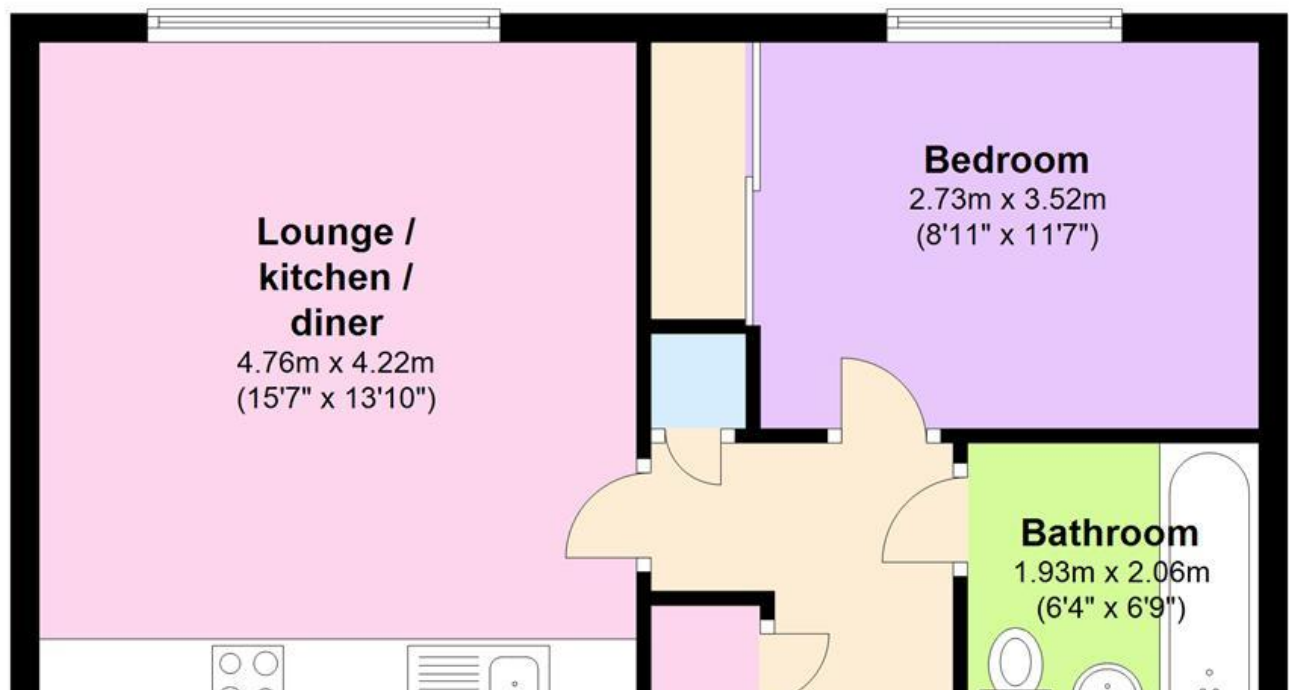 Lounge /
kitchen /
diner
4.76m x 4.22m
(15'7" x 13'10")
Bedroom
2.73m x 3.52m
(8'11" x 11'7")
Bathroom
1.93m x 2.06m
(6'4" x 6'9")